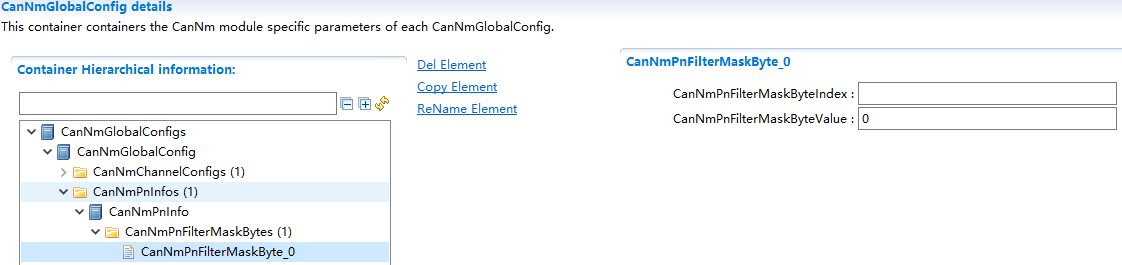 CanNmGlobalConfig details
This container containers the CanNm module specific parameters of each CanNmGlobalConfig.
Container Hierarchical information:
CanNmGlobalConfigs
CanNmGlobalConfig
CanNmChannelConfigs (1)
CanNmPnInfos (1)
CanNmPnInfo
CanNmPnFilterMaskBytes (1)
CanNmPnFilterMaskByte_0
Del Element
Copy Element
ReName Element
CanNmPnFilterMaskByte_0
CanNmPnFilterMaskByteIndex :
CanNmPnFilterMaskByteValue : 0